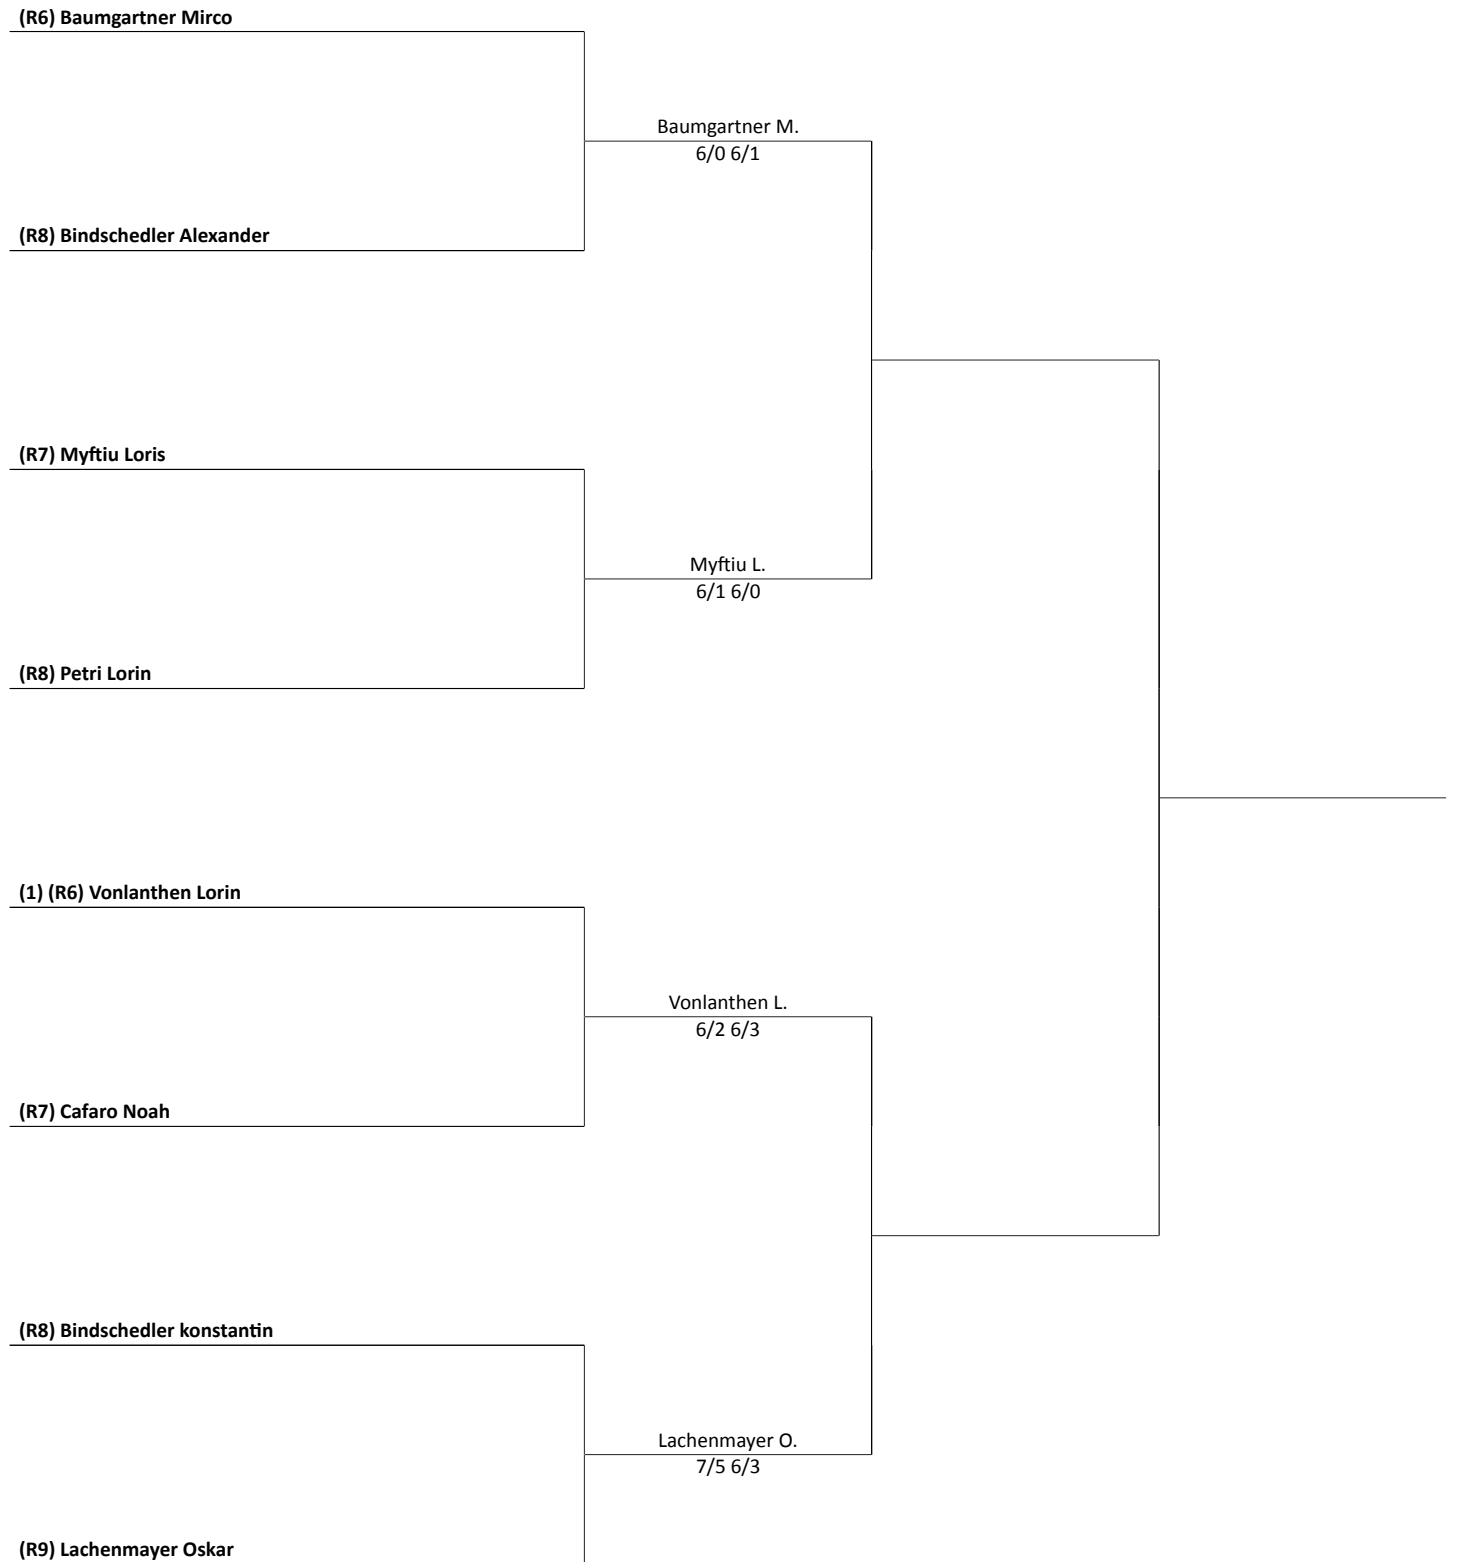 (R6) Baumgartner Mirco
Baumgartner M.
6/0 6/1
(R8) Bindschedler Alexander
(R7) Myftiu Loris
Myftiu L.
6/1 6/0
(R8) Petri Lorin
(1) (R6) Vonlanthen Lorin
Vonlanthen L.
6/2 6/3
(R7) Cafaro Noah
(R8) Bindschedler konstantin
Lachenmayer O.
7/5 6/3
(R9) Lachenmayer Oskar